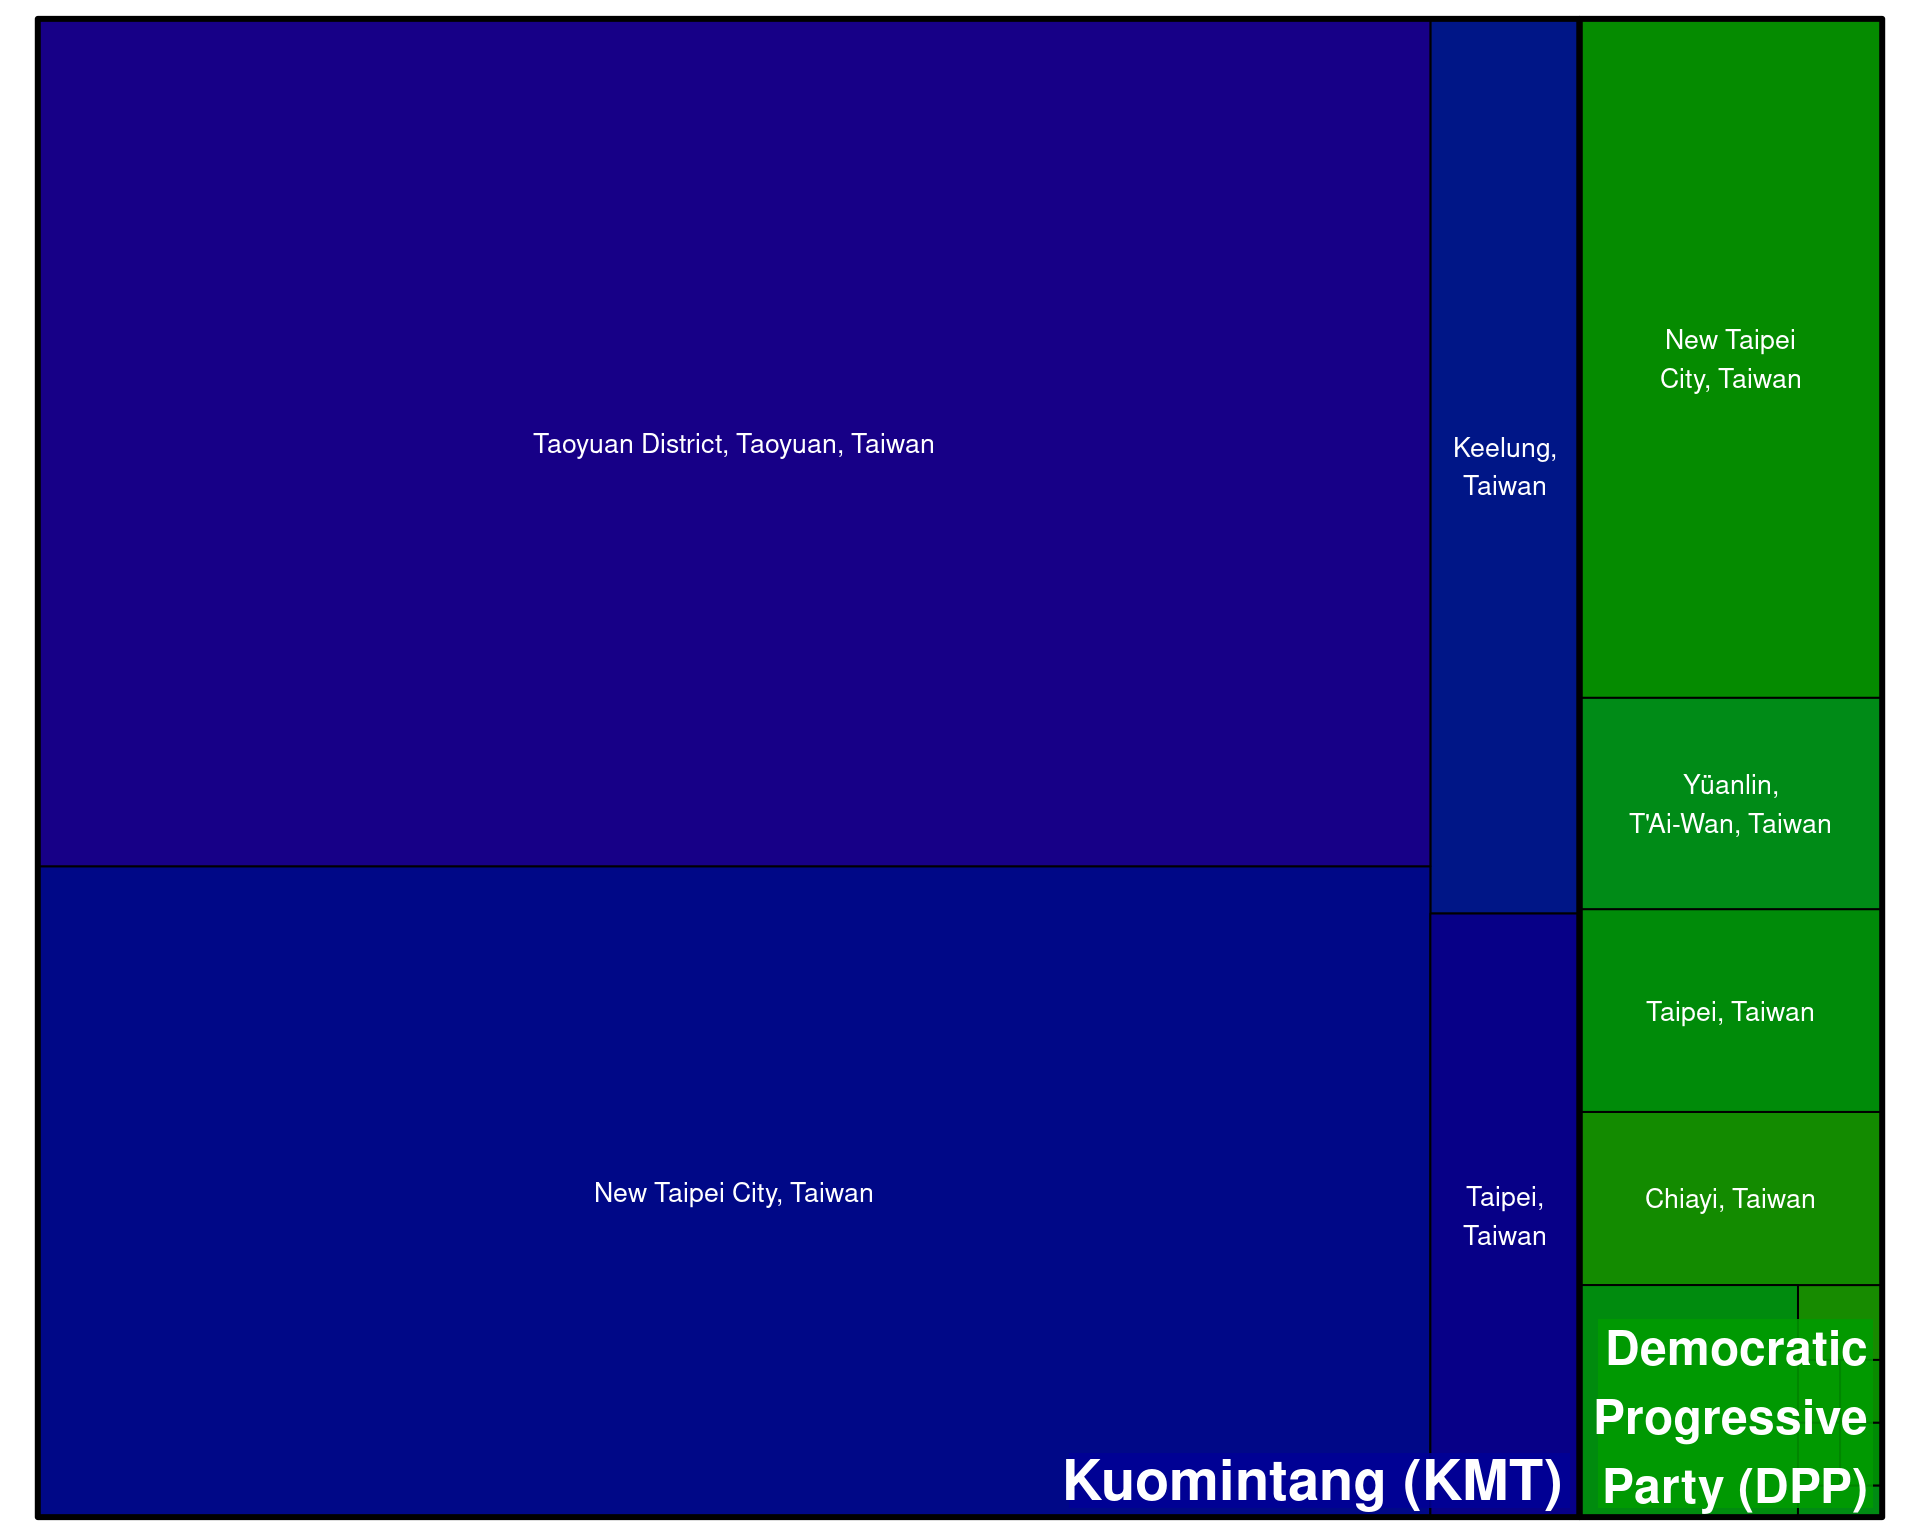 Taoyuan District, Taoyuan, Taiwan
New Taipei City, Taiwan
Keelung,
Taiwan
Taipei,
Taiwan
Kuomintang (KMT)
New Taipei
City, Taiwan
Yüanlin,
T'Ai-Wan, Taiwan
Taipei, Taiwan
Chiayi, Taiwan
Democratic
Progressive
Party (DPP)